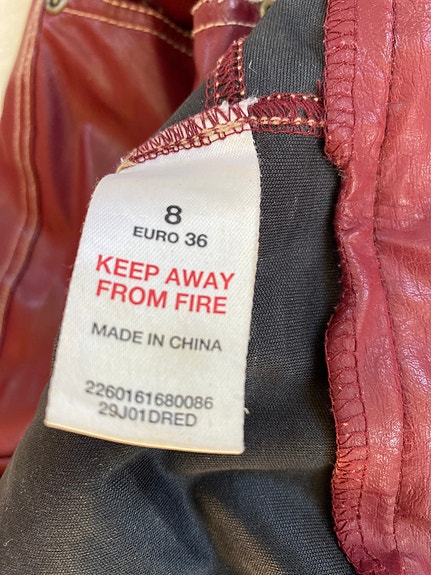 8
EURO 36
KEEP AWAY
FROM FIRE
MADE IN CHINA
2260161680086
29J01DRED